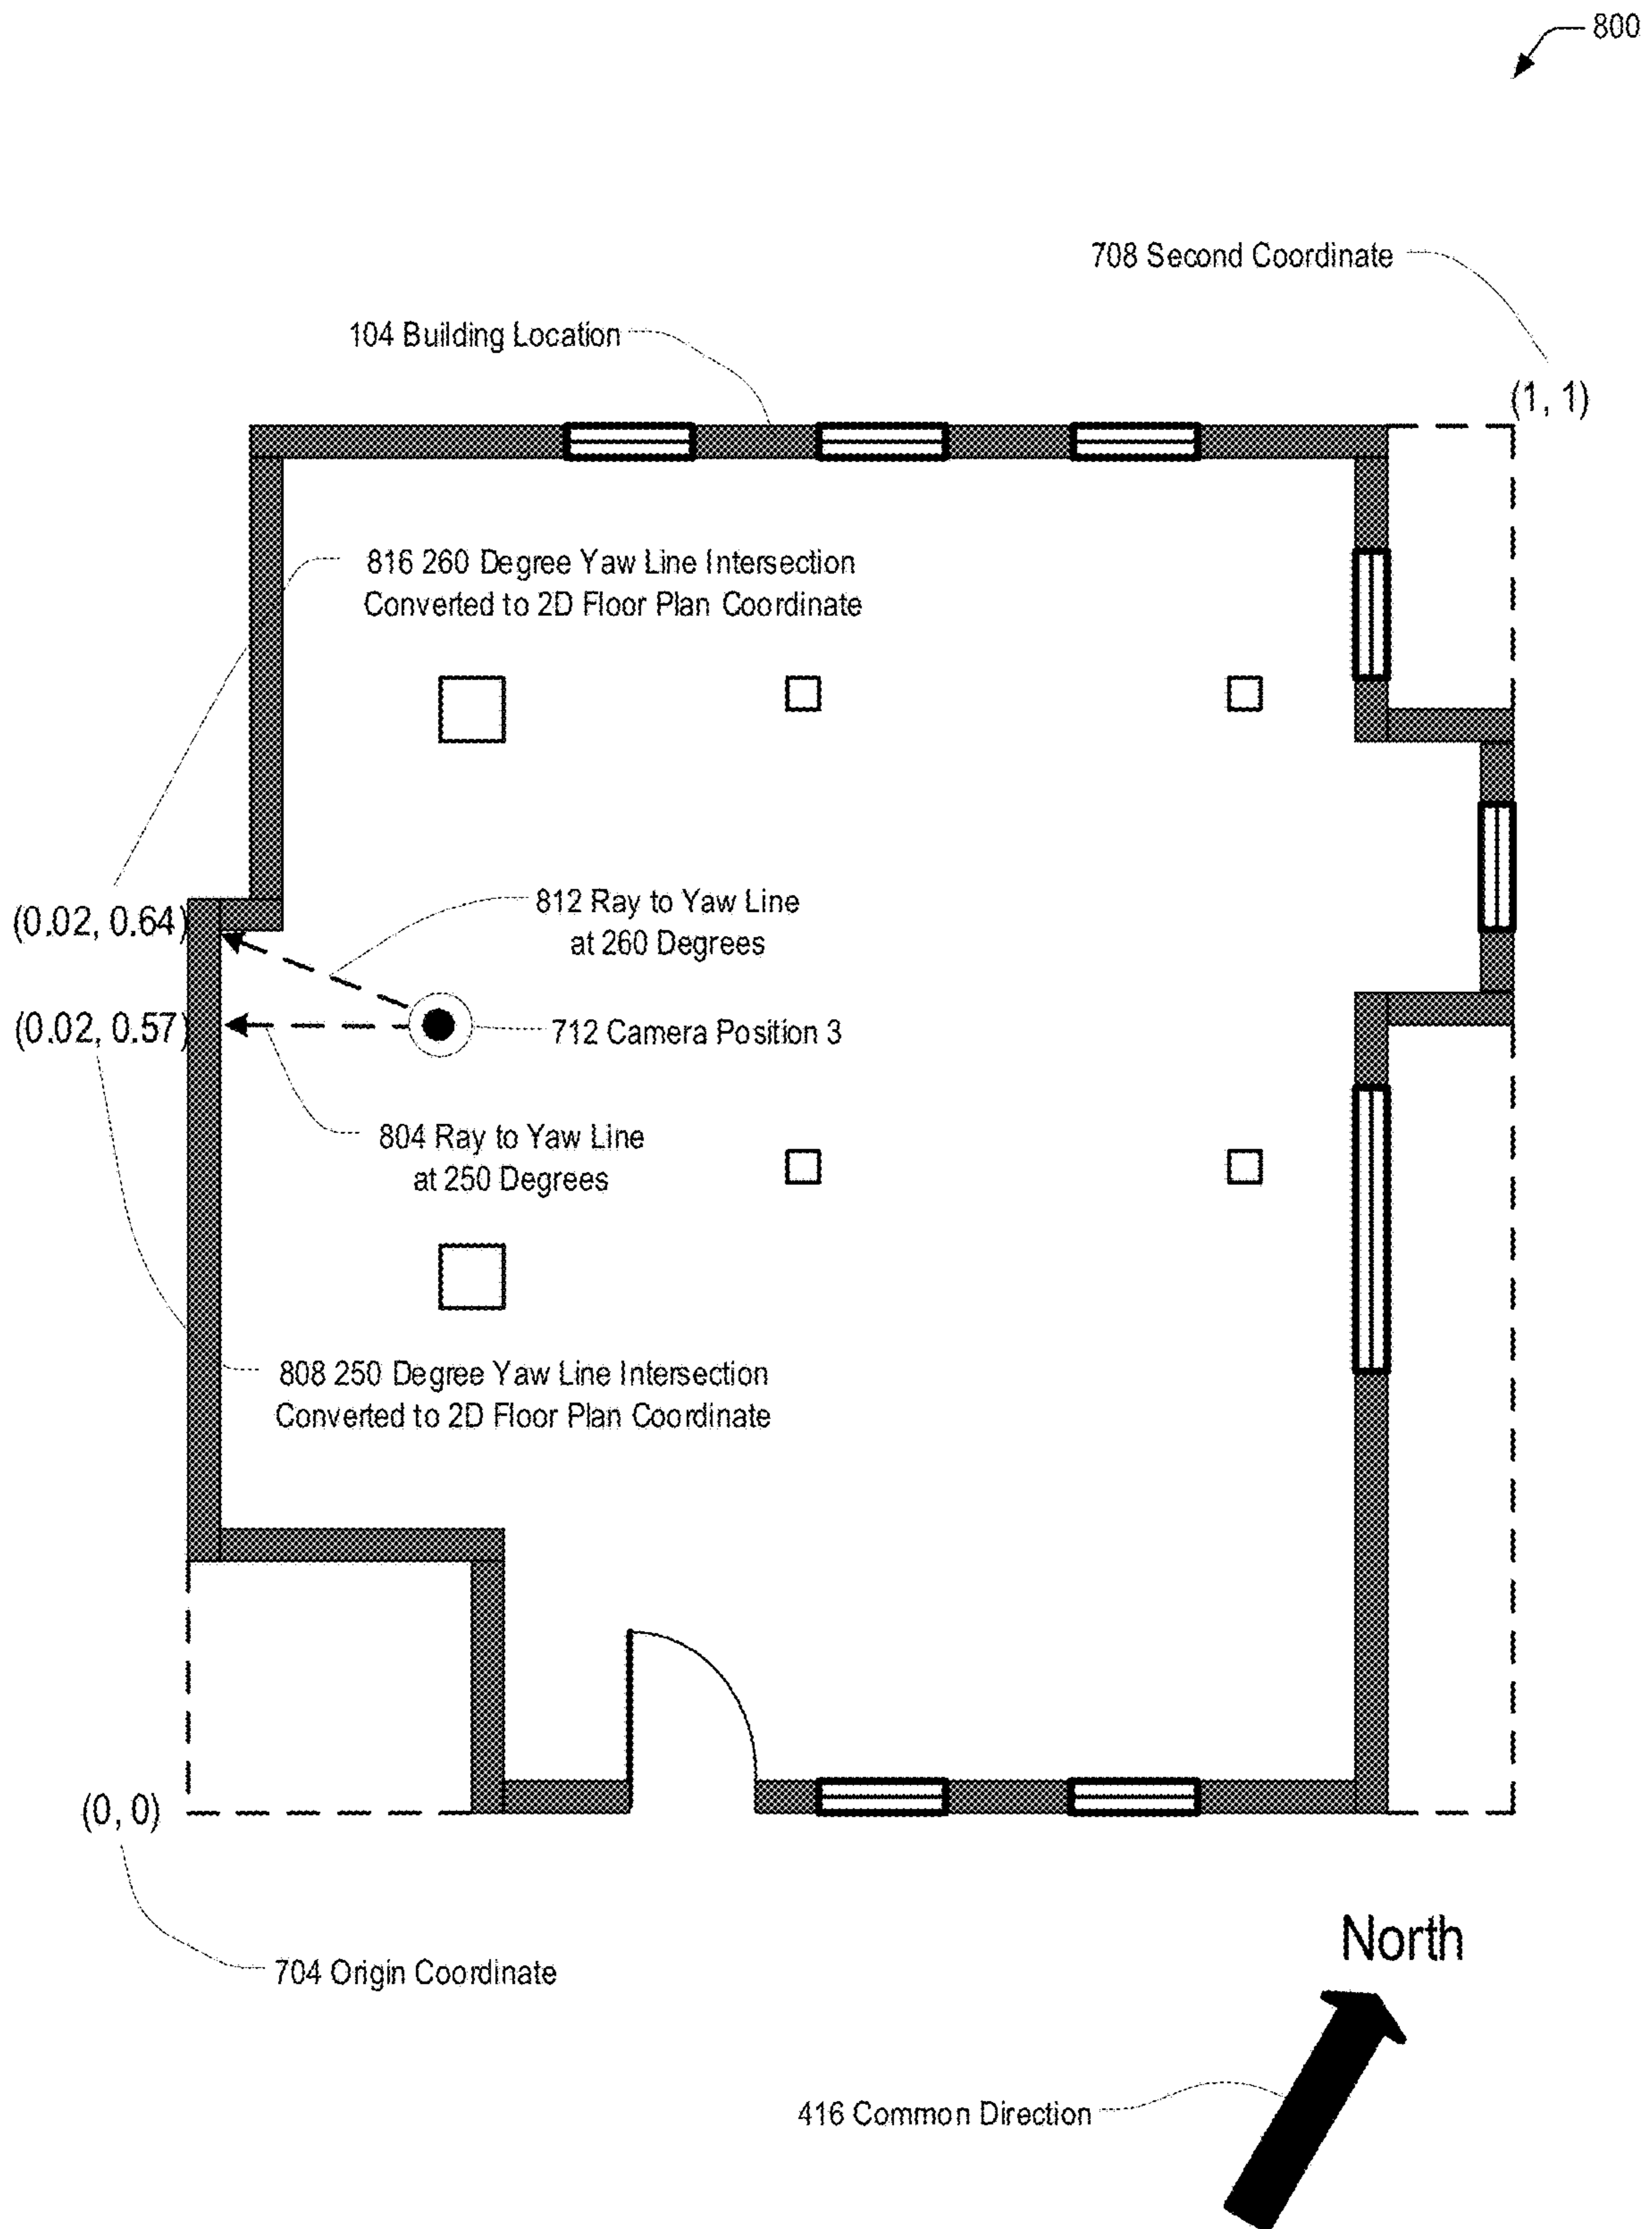 800
708 Second Coordinate
104 Building Location
(1, 1)
816 260 Degree Yaw Line Intersection
Converted to 2D Floor Plan Coordinate
812 Ray to Yaw Line
at 260 Degrees
(0.02, 0.64)
(0.02, 0.57)
712 Camera Position 3
804 Ray to Yaw Line
at 250 Degrees
808 250 Degree Yaw Line Intersection
Converted to 2D Floor Plan Coordinate
(0, 0)
North
704 Origin Coordinate
416 Common Direction